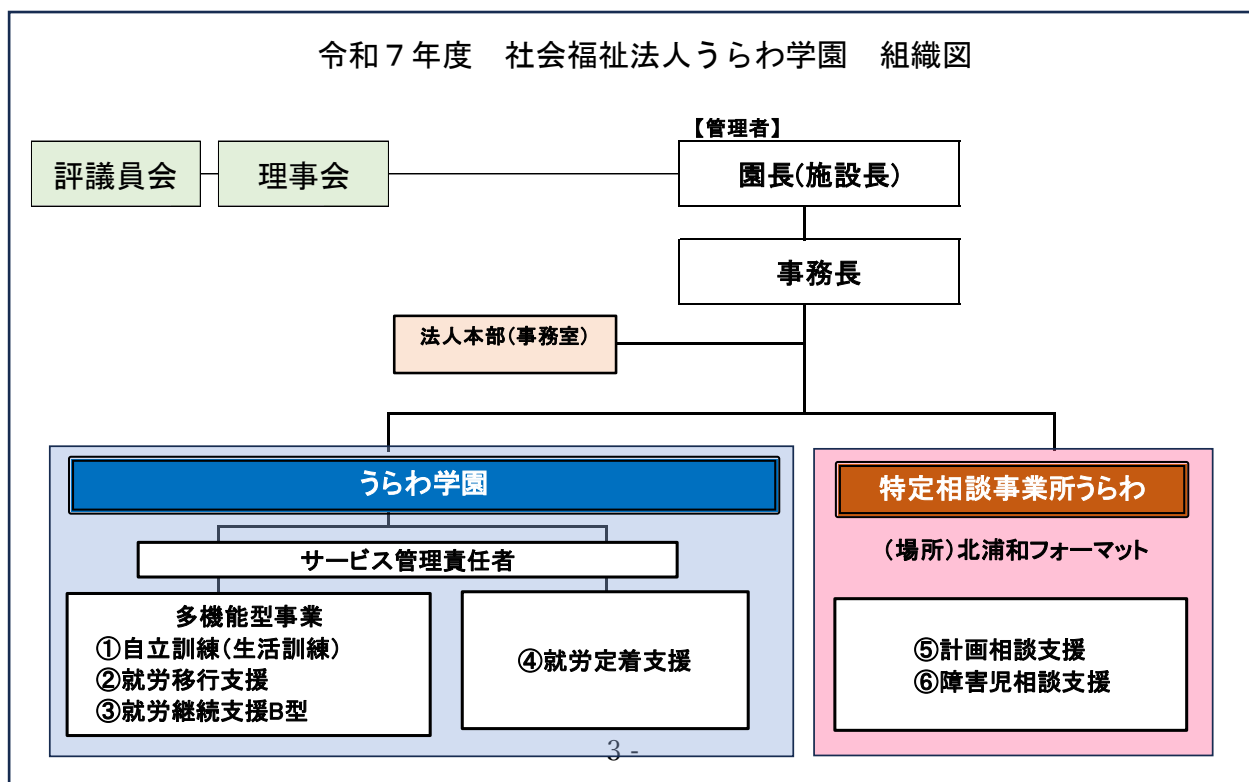 令和７年度　社会福祉法人うらわ学園　組織図
【管理者】
評議員会
理事会
園長(施設長)
事務長
法人本部(事務室)
うらわ学園
サービス管理責任者
多機能型事業
①自立訓練(生活訓練)
②就労移行支援
③就労継続支援B型
④就労定着支援
特定相談事業所うらわ
(場所)北浦和フォーマット
⑤計画相談支援
⑥障害児相談支援
3 -